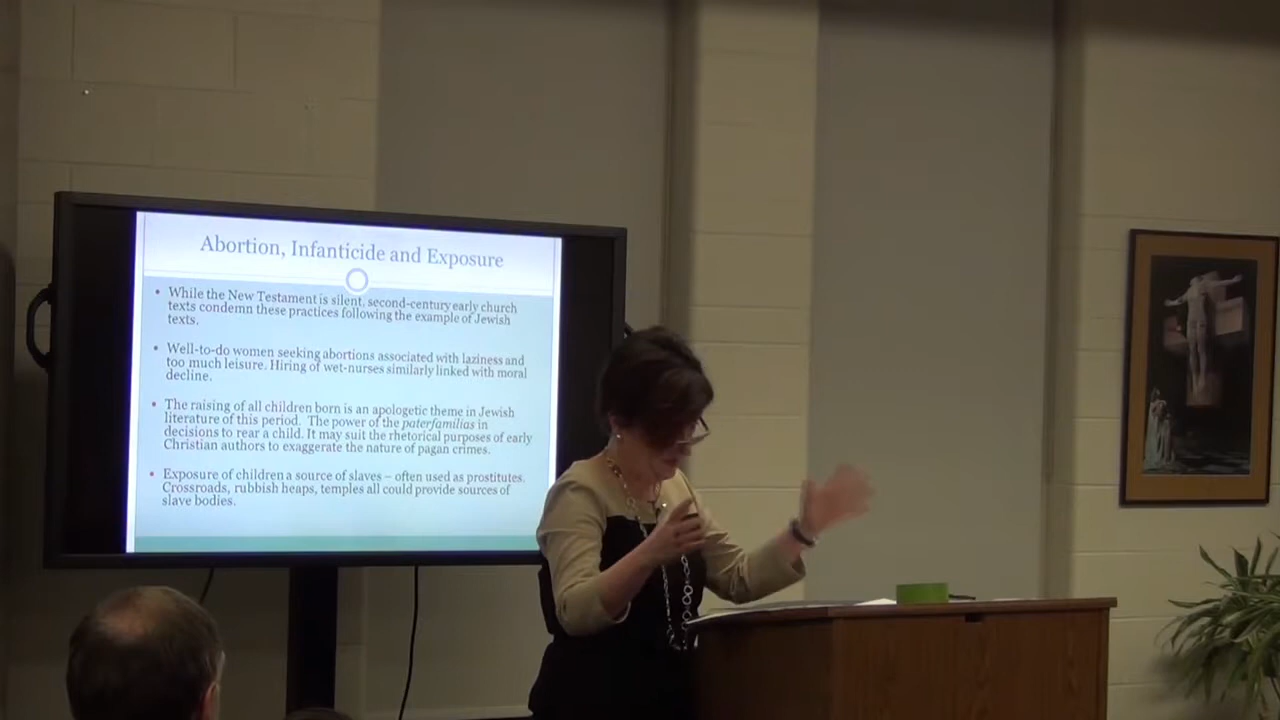 Abortion, Infanticide and Exposure
• While the New Testament is silent, second-century early church
texts condemn these practices following the example of Jewish
texts.
• Well-to-do women seeking abortions associated with laziness and
too much leisure. Hiring of wet-nurses similarly linked with moral
decline.
• The raising of all children born is an apologetic theme in Jewish
literature of this period. The power of the paterfamilias in
decisions to rear a child. It may suit the rhetorical purposes of early
Christian authors to exaggerate the nature of pagan crimes.
• Exposure of children a source of slaves – often used as prostitutes.
Crossroads, rubbish heaps, temples all could provide sources of
slave bodies.